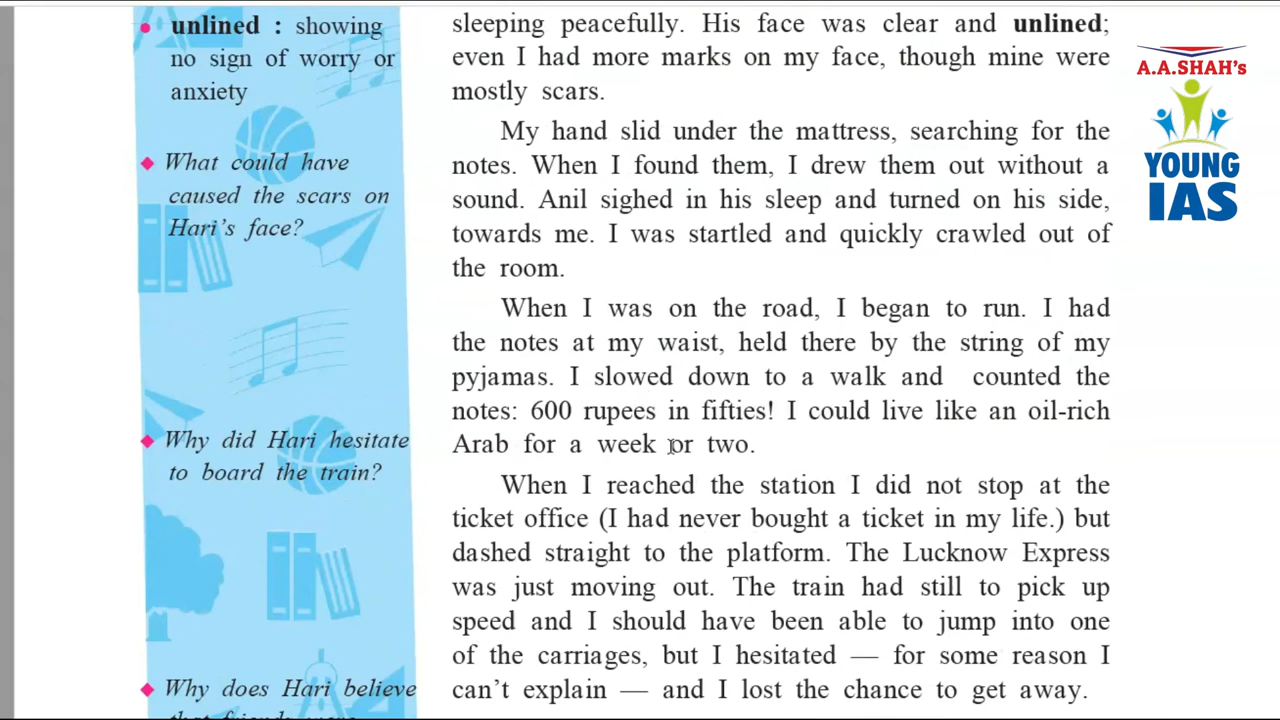 unlined : showing
no sign of worry or
anxiety
What could have
caused the scars on
Hari's face?
Why did Hari hesitate
to board the train?
Why does Hari believe
sleeping peacefully. His face was clear and unlined;
even I had more marks on my face, though mine were
mostly scars.
My hand slid under the mattress, searching for the
notes. When I found them, I drew them out without a
sound. Anil sighed in his sleep and turned on his side,
towards me. I was startled and quickly crawled out of
the room.
When I was on the road, I began to run. I had
the notes at my waist, held there by the string of my
pyjamas. I slowed down to a walk and counted the
notes: 600 rupees in fifties! I could live like an oil-rich
Arab for a week or two.
When I reached the station I did not stop at the
ticket office (I had never bought a ticket in my life.) but
dashed straight to the platform. The Lucknow Express
was just moving out. The train had still to pick up
speed and I should have been able to jump into one
of the carriages, but I hesitated — for some reason I
can't explain — and I lost the chance to get away.
A.A.SHAH's
YOUNG
IAS